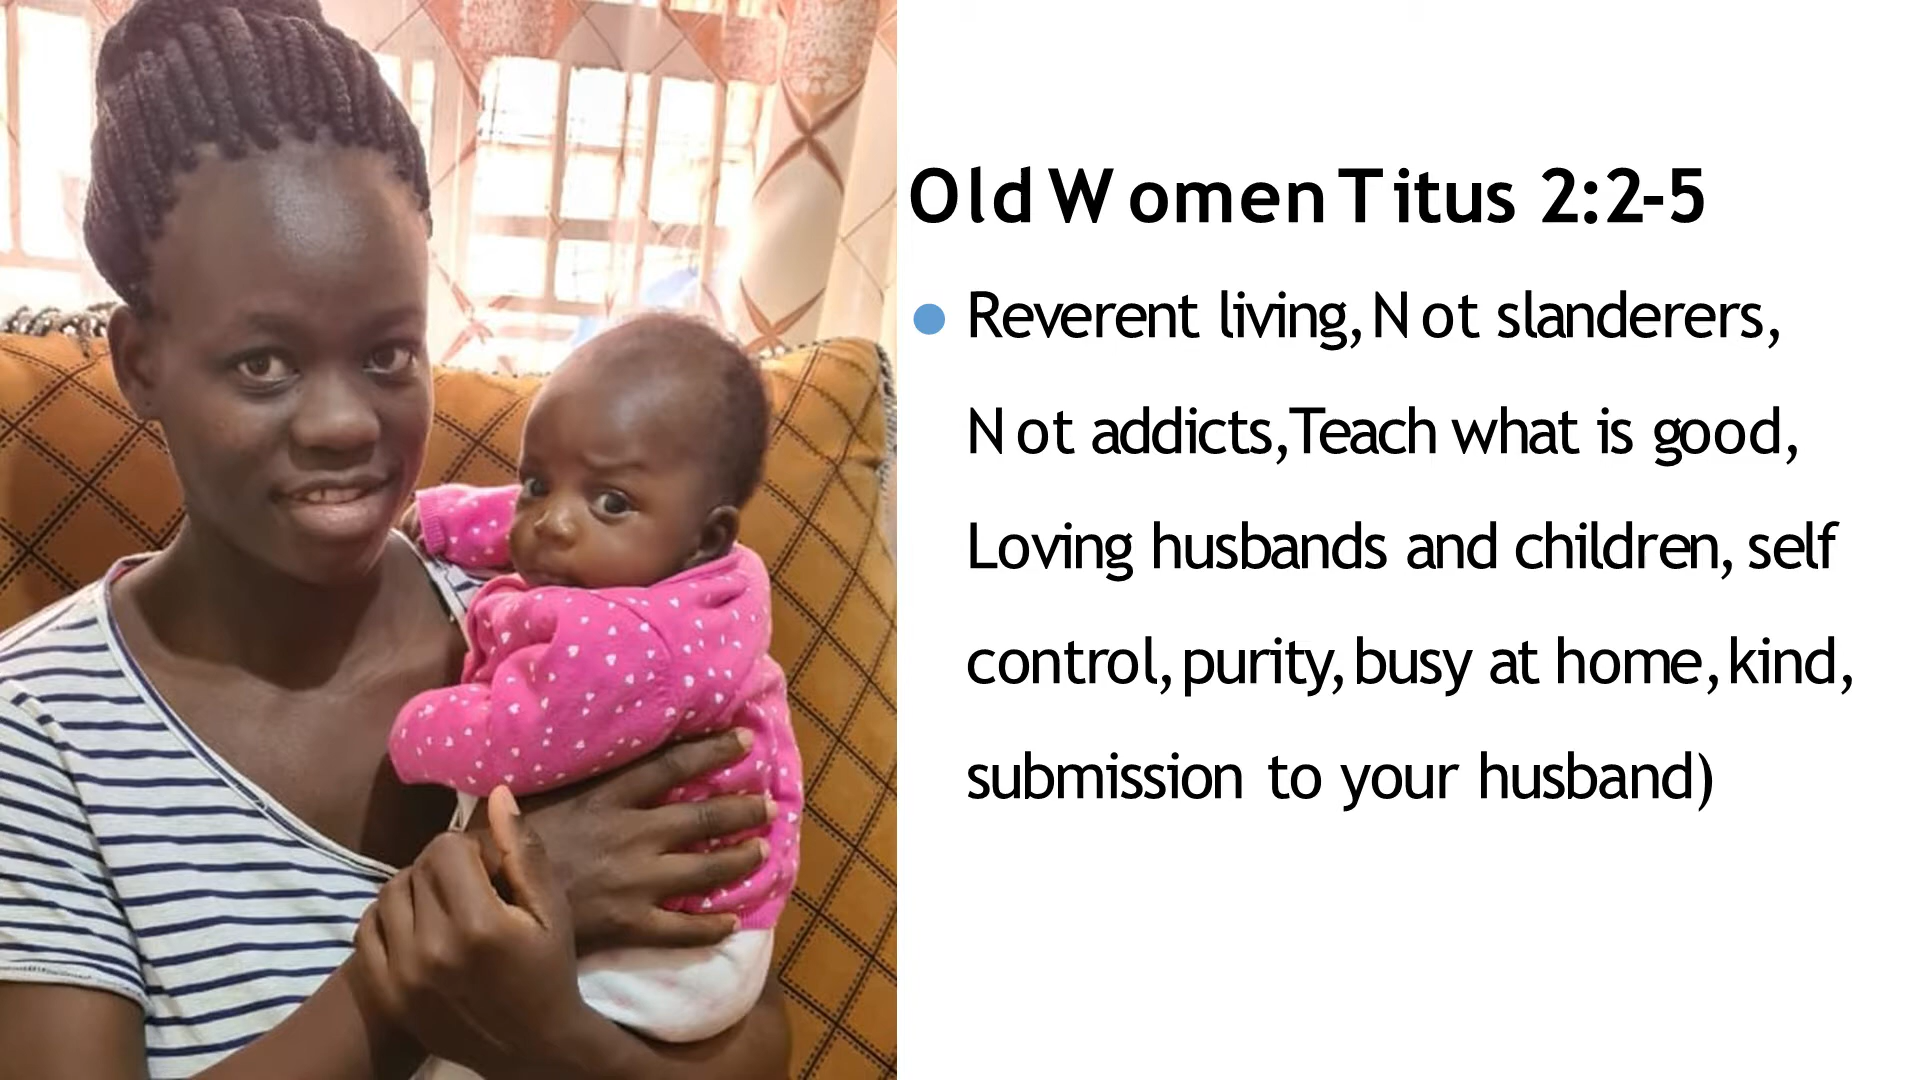 Old Women Titus 2:2-5
Reverent living, Not slanderers,
Not addicts, Teach what is good,
Loving husbands and children, self
control, purity, busy at home, kind,
submission to your husband)